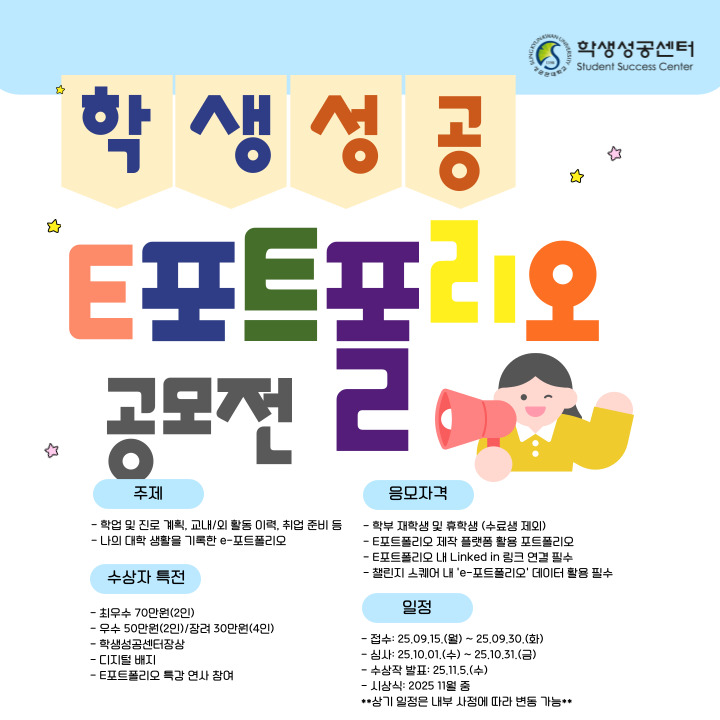 학생성공센터
Student Success Center
SUNGKYUNKWAN UNIVERSITY
성균관대학교
1398
학생성공
E포트폴리오
공모전
주제
- 학업 및 진로 계획, 교내/외 활동 이력, 취업 준비 등
- 나의 대학 생활을 기록한 e-포트폴리오
수상자 특전
- 최우수 70만원(2인)
- 우수 50만원(2인)/장려 30만원(4인)
- 학생성공센터장상
- 디지털 배지
- E포트폴리오 특강 연사 참여
응모자격
- 학부 재학생 및 휴학생 (수료생 제외)
- E포트폴리오 제작 플랫폼 활용 포트폴리오
- E포트폴리오 내 Linked in 링크 연결 필수
- 챌린지 스퀘어 내 'e-포트폴리오' 데이터 활용 필수
일정
- 접수: 25.09.15.(월) ~ 25.09.30.(화)
- 심사: 25.10.01.(수) ~ 25.10.31.(금)
- 수상작 발표: 25.11.5.(수)
- 시상식: 2025 11월 중
**상기 일정은 내부 사정에 따라 변동 가능**